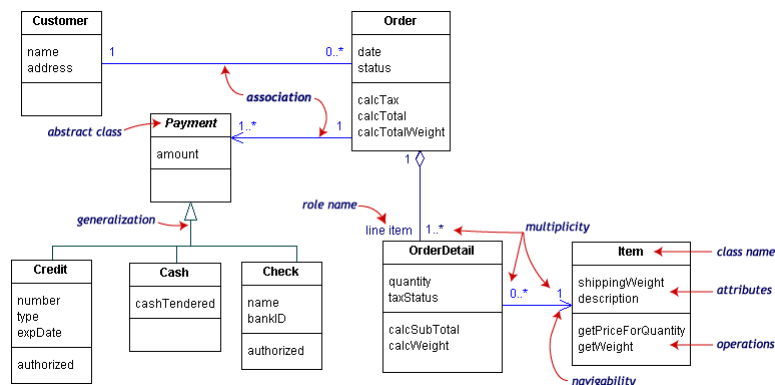 Customer
name
address
1
0..*
Order
date
status
calcTax
calcTotal
calcTotalWeight
association
abstract class
Payment
amount
1..*
1
generalization
1
role name
line item
1..*
multiplicity
Credit
number
type
expDate
authorized
Cash
cashTendered
Check
name
bankID
authorized
OrderDetail
quantity
taxStatus
calcSubTotal
calcWeight
0..*
1
Item
shippingWeight
description
getPriceForQuantity
getWeight
class name
attributes
operations
navigability